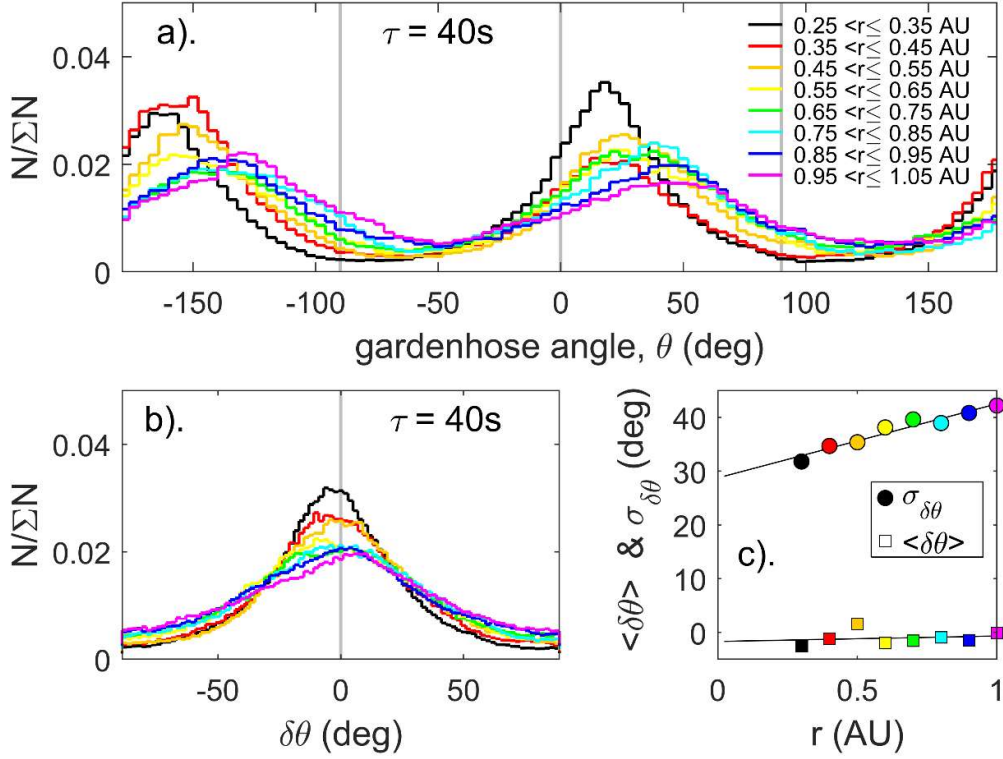 a).
τ = 40s
0.25 <r≤ 0.35 AU
0.35 <r≤ 0.45 AU
0.45 <r≤ 0.55 AU
0.55 <r≤ 0.65 AU
0.65 <r≤ 0.75 AU
0.75 <r≤ 0.85 AU
0.85 <r≤ 0.95 AU
0.95 <r≤ 1.05 AU
0.04
0.02
0
N/ΣN
-150 -100 -50 0 50 100 150
gardenhose angle, θ (deg)
b).
τ = 40s
0.04
0.02
0
N/ΣN
-50 0 50
δθ (deg)
40
30
20
10
0
<δθ> & σδθ (deg)
σδθ
<δθ>
c).
0 0.5 1
r (AU)